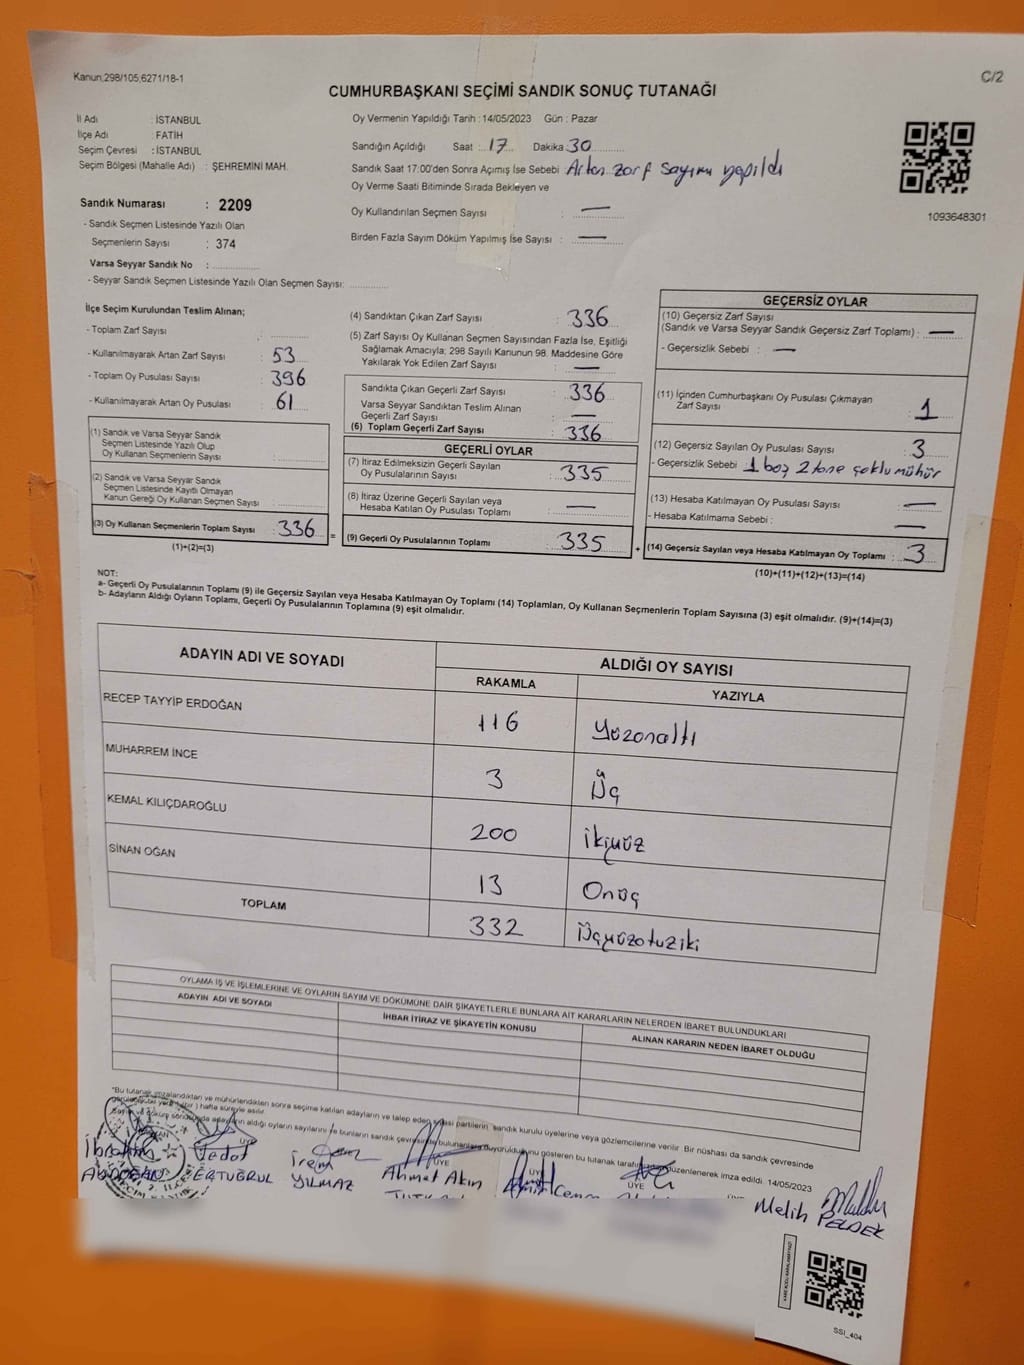 Kanun;298/105;6271/18-1
C/2
CUMHURBAŞKANI SEÇİMİ SANDIK SONUÇ TUTANAĞI
İl Adı : İSTANBUL
İlçe Adı : FATİH
Seçim Çevresi : İSTANBUL
Seçim Bölgesi (Mahalle Adı) : ŞEHREMİNİ MAH.
Sandık Numarası : 2209
- Sandık Seçmen Listesinde Yazılı Olan
Seçmenlerin Sayısı : 374
Varsa Seyyar Sandık No :
- Seyyar Sandık Seçmen Listesinde Yazılı Olan Seçmen Sayısı:
Oy Vermenin Yapıldığı Tarih : 14/05/2023 Gün : Pazar
Sandığın Açıldığı Saat : 17 Dakika 30
Sandık Saat 17:00'den Sonra Açımış İse Sebebi : Artan zarf sayımı yapıldı
Oy Verme Saati Bitiminde Sırada Bekleyen ve
Oy Kullandırılan Seçmen Sayısı : —
Birden Fazla Sayım Döküm Yapılmış İse Sayısı : —
1093648301
İlçe Seçim Kurulundan Teslim Alınan;
- Toplam Zarf Sayısı :
- Kullanılmayarak Artan Zarf Sayısı : 53
- Toplam Oy Pusulası Sayısı : 396
- Kullanılmayarak Artan Oy Pusulası : 61
(1) Sandık ve Varsa Seyyar Sandık
Seçmen Listesinde Yazılı Olup
Oy Kullanan Seçmenlerin Sayısı :
(2) Sandık ve Varsa Seyyar Sandık
Seçmen Listesinde Kayıtlı Olmayan
Kanun Gereği Oy Kullanan Seçmen Sayısı :
(3) Oy Kullanan Seçmenlerin Toplam Sayısı : 336 =
(1)+(2)=(3)
(4) Sandıktan Çıkan Zarf Sayısı : 336
(5) Zarf Sayısı Oy Kullanan Seçmen Sayısından Fazla İse, Eşitliği
Sağlamak Amacıyla; 298 Sayılı Kanunun 98. Maddesine Göre
Yakılarak Yok Edilen Zarf Sayısı : —
Sandıkta Çıkan Geçerli Zarf Sayısı : 336
Varsa Seyyar Sandıktan Teslim Alınan
Geçerli Zarf Sayısı : —
(6) Toplam Geçerli Zarf Sayısı : 336
GEÇERLİ OYLAR
(7) İtiraz Edilmeksizin Geçerli Sayılan
Oy Pusulalarının Sayısı : 335
(8) İtiraz Üzerine Geçerli Sayılan veya
Hesaba Katılan Oy Pusulası Toplamı : —
(9) Geçerli Oy Pusulalarının Toplamı : 335 +
GEÇERSİZ OYLAR
(10) Geçersiz Zarf Sayısı
(Sandık ve Varsa Seyyar Sandık Geçersiz Zarf Toplamı) : —
- Geçersizlik Sebebi : —
(11) İçinden Cumhurbaşkanı Oy Pusulası Çıkmayan
Zarf Sayısı : 1
(12) Geçersiz Sayılan Oy Pusulası Sayısı : 3
- Geçersizlik Sebebi 1 boş 2 tane çoklu mühür
(13) Hesaba Katılmayan Oy Pusulası Sayısı : —
- Hesaba Katılmama Sebebi : —
(14) Geçersiz Sayılan veya Hesaba Katılmayan Oy Toplamı : 3
(10)+(11)+(12)+(13)=(14)
NOT:
a- Geçerli Oy Pusulalarının Toplamı (9) ile Geçersiz Sayılan veya Hesaba Katılmayan Oy Toplamı (14) Toplamları, Oy Kullanan Seçmenlerin Toplam Sayısına (3) eşit olmalıdır. (9)+(14)=(3)
b- Adayların Aldığı Oyların Toplamı, Geçerli Oy Pusulalarının Toplamına (9) eşit olmalıdır.
ADAYIN ADI VE SOYADI ALDIĞI OY SAYISI
RAKAMLA YAZIYLA
RECEP TAYYİP ERDOĞAN 116 Yüzonaltı
MUHARREM İNCE 3 Üç
KEMAL KILIÇDAROĞLU 200 ikiyüz
SİNAN OĞAN 13 Onüç
TOPLAM 332 Üçyüzotuziki
OYLAMA İŞ VE İŞLEMLERİNE VE OYLARIN SAYIM VE DÖKÜMÜNE DAİR ŞİKAYETLERLE BUNLARA AİT KARARLARIN NELERDEN İBARET BULUNDUKLARI
ADAYIN ADI VE SOYADI İHBAR İTİRAZ VE ŞİKAYETİN KONUSU ALINAN KARARIN NEDEN İBARET OLDUĞU
"Bu tutanak imzalandıktan ve mühürlendikten sonra seçime katılan adayların ve talep eden siyasi partilerin sandık kurulu üyelerine veya gözlemcilerine verilir. Bir nüshası da sandık çevresinde
hafta süreyle asılır.
adayların aldığı oyların sayılarını ve bunların sandık çevresinde bulunanlara duyurulduğunu gösteren bu tutanak düzenlenerek imza edildi. 14/05/2023
ÜYE ÜYE ÜYE ÜYE
İbrahim Vedat İrem Ahmet Akın
ERTUĞRUL YILMAZ
Melih PELDEK
SSİ_404